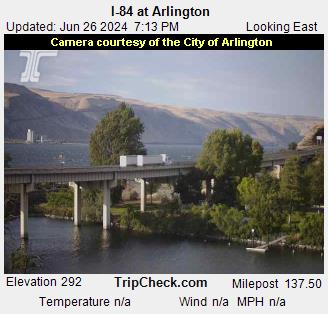 I-84 at Arlington
Updated: Jun 26 2024 7:13 PM Looking East
Camera courtesy of the City of Arlington
Elevation 292 TripCheck.com Milepost 137.50
Temperature n/a Wind n/a MPH n/a